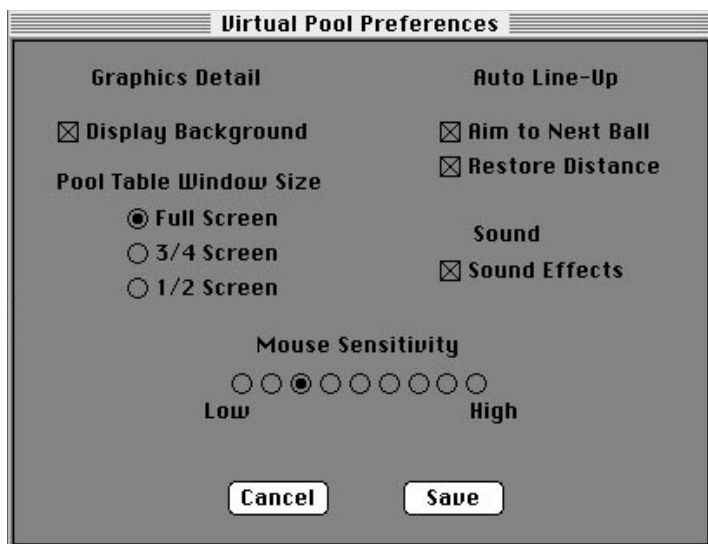 Virtual Pool Preferences
Graphics Detail
Display Background
Pool Table Window Size
Full Screen
3/4 Screen
1/2 Screen
Auto Line-Up
Aim to Next Ball
Restore Distance
Sound
Sound Effects
Mouse Sensitivity
Low High
Cancel Save